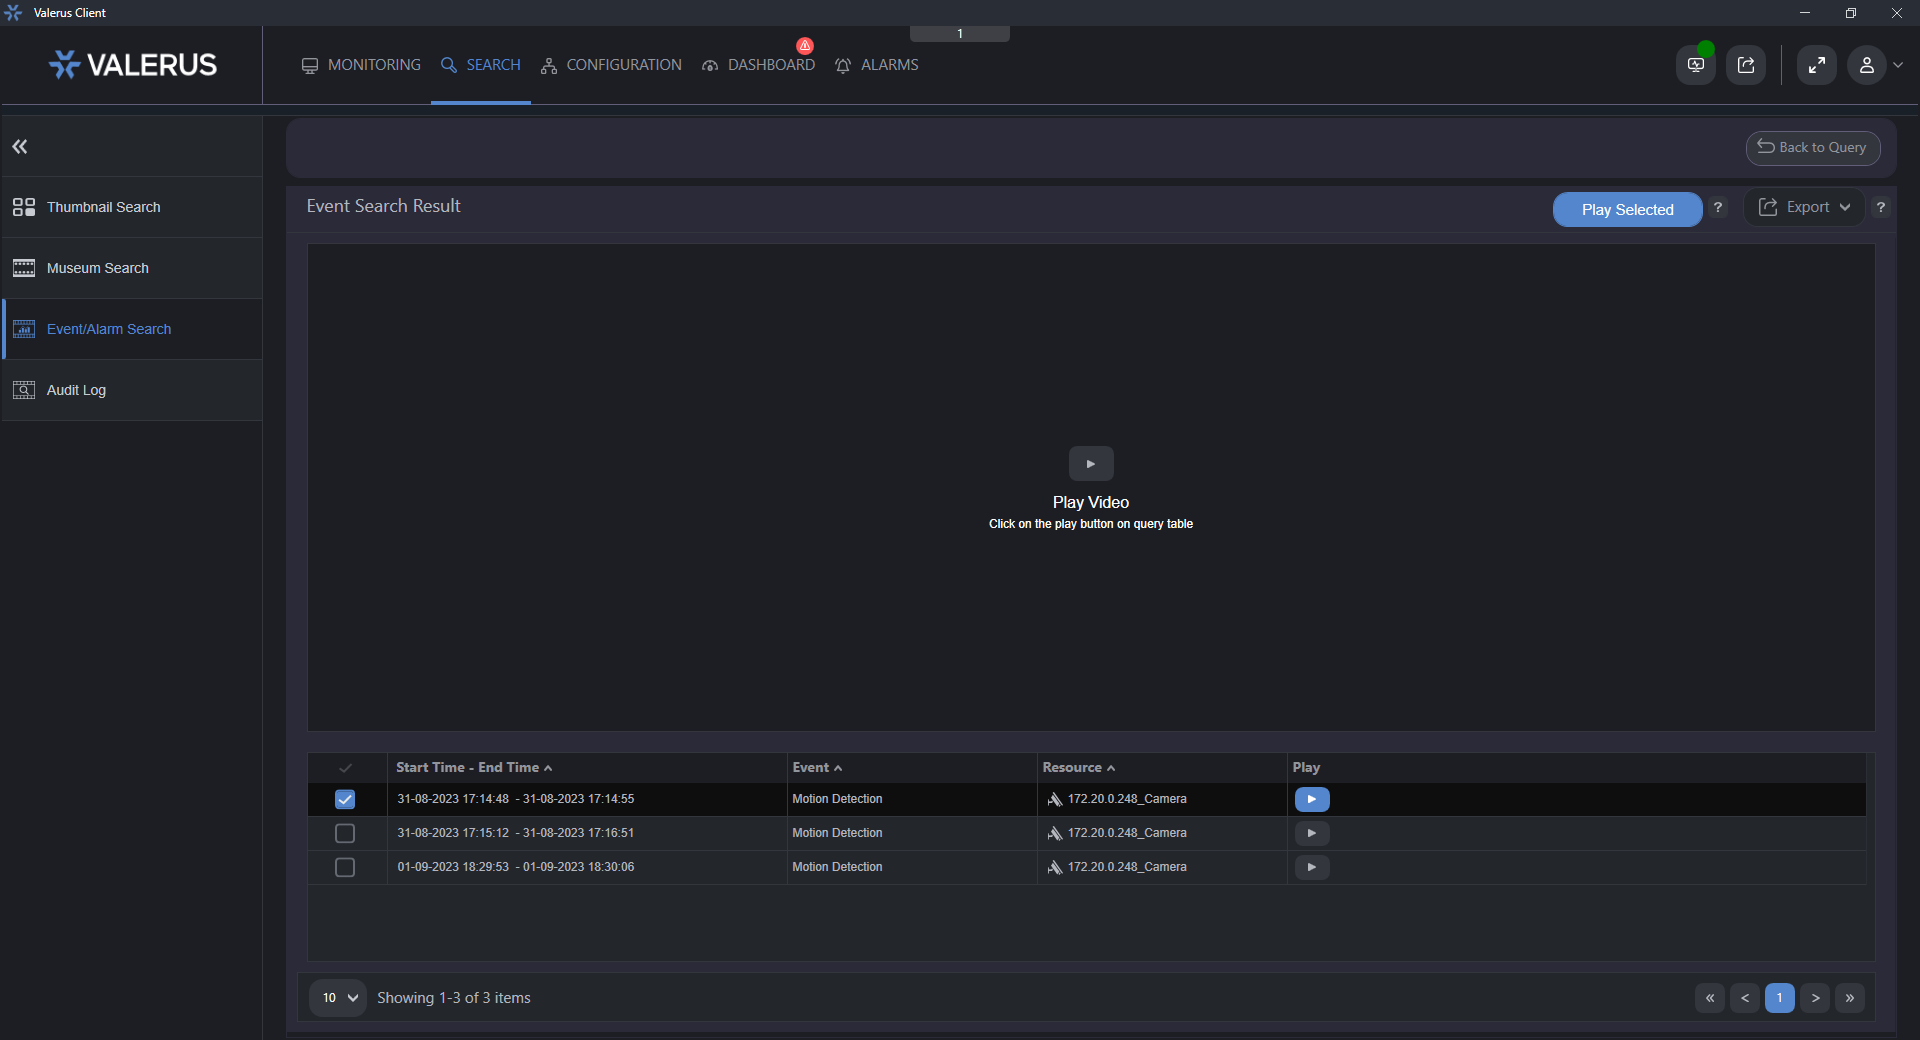 Valerus Client
1
VALERUS
MONITORING
SEARCH
CONFIGURATION
DASHBOARD
ALARMS
Back to Query
Thumbnail Search
Museum Search
Event/Alarm Search
Audit Log
Event Search Result
Play Selected
?
Export
?
Play Video
Click on the play button on query table
Start Time - End Time
Event
Resource
Play
31-08-2023 17:14:48 - 31-08-2023 17:14:55
Motion Detection
172.20.0.248_Camera
31-08-2023 17:15:12 - 31-08-2023 17:16:51
Motion Detection
172.20.0.248_Camera
01-09-2023 18:29:53 - 01-09-2023 18:30:06
Motion Detection
172.20.0.248_Camera
10
Showing 1-3 of 3 items
« < 1 > »